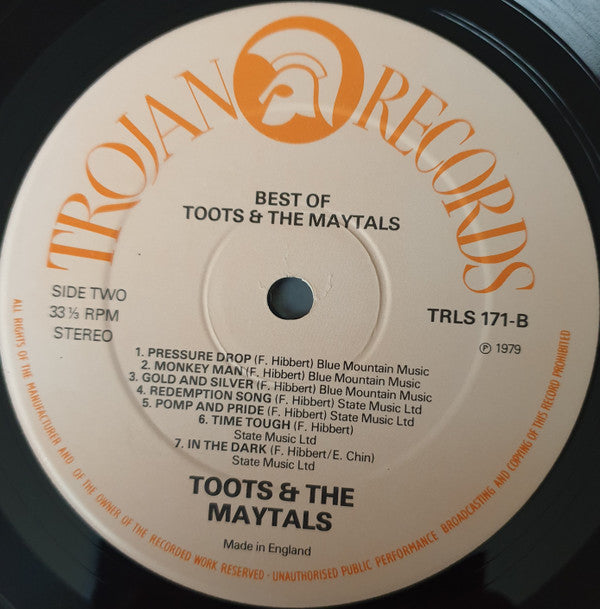 TROJAN RECORDS
BEST OF
TOOTS & THE MAYTALS
SIDE TWO
33⅓ RPM
STEREO
TRLS 171-B
Ⓟ 1979
1. PRESSURE DROP (F. Hibbert) Blue Mountain Music
2. MONKEY MAN (F. Hibbert) Blue Mountain Music
3. GOLD AND SILVER (F. Hibbert) Blue Mountain Music
4. REDEMPTION SONG (F. Hibbert) State Music Ltd
5. POMP AND PRIDE (F. Hibbert) State Music Ltd
6. TIME TOUGH (F. Hibbert)
State Music Ltd
7. IN THE DARK (F. Hibbert/E. Chin)
State Music Ltd
TOOTS & THE
MAYTALS
Made in England
ALL RIGHTS OF THE MANUFACTURER AND OF THE OWNER OF THE RECORDED WORK RESERVED · UNAUTHORISED PUBLIC PERFORMANCE BROADCASTING AND COPYING OF THIS RECORD PROHIBITED